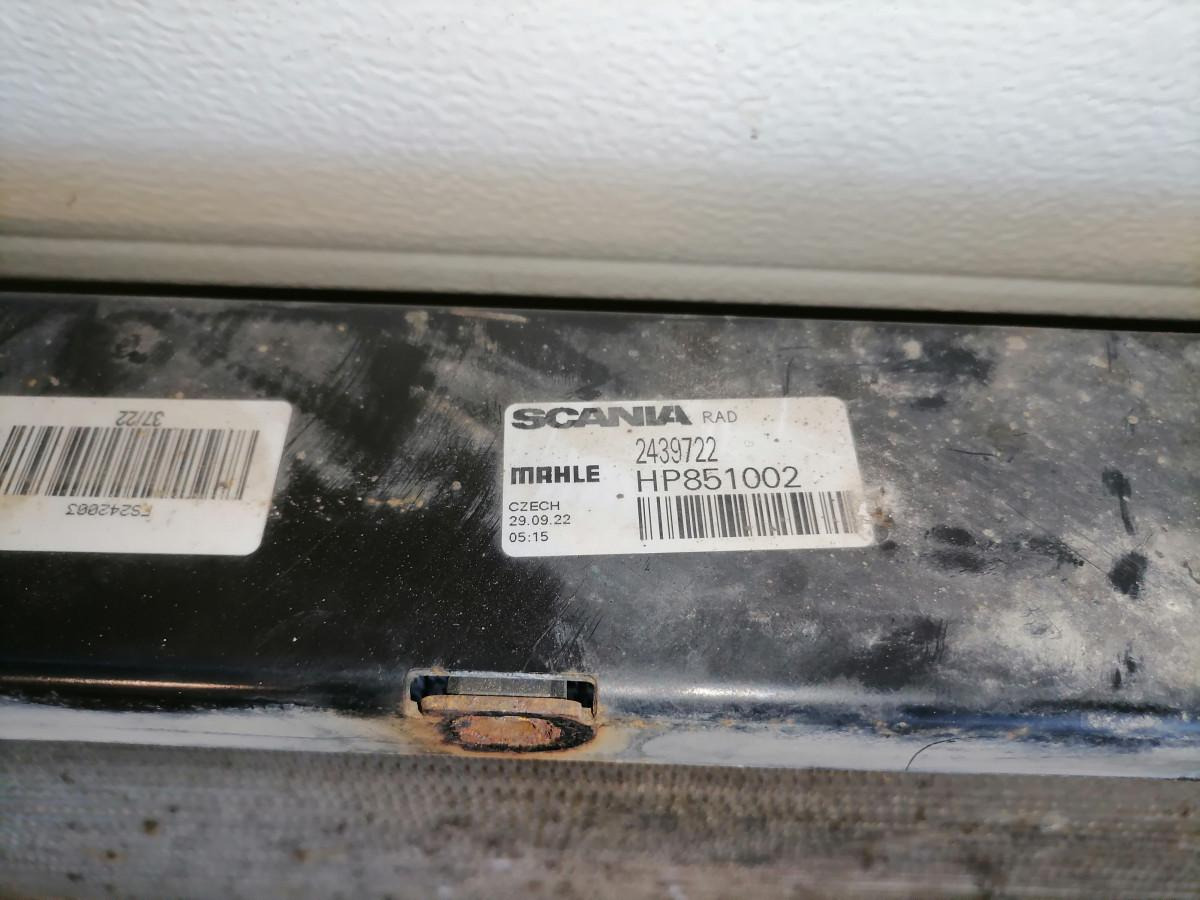 37/22
FS242003
SCANIA RAD
2439722
MAHLE HP851002
CZECH
29.09.22
05:15